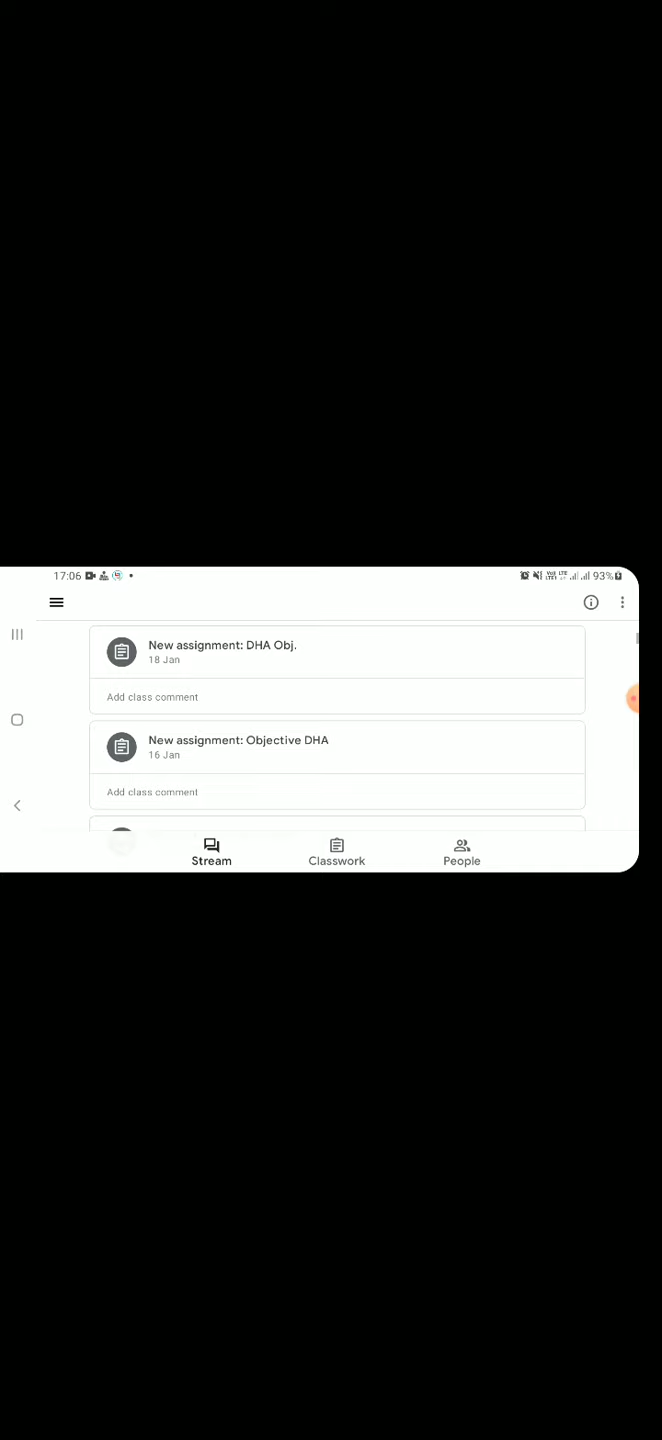 17:06 93%
New assignment: DHA Obj.
18 Jan
Add class comment
New assignment: Objective DHA
16 Jan
Add class comment
Stream Classwork People